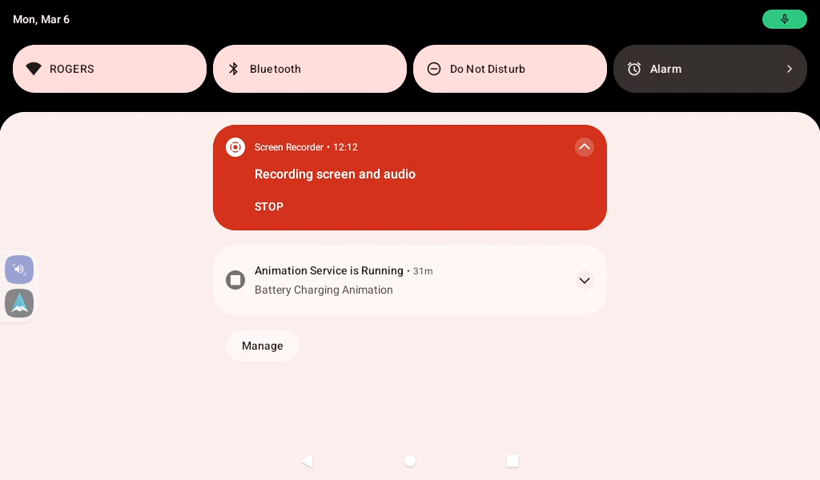 Mon, Mar 6
ROGERS
Bluetooth
Do Not Disturb
Alarm
Screen Recorder • 12:12
Recording screen and audio
STOP
Animation Service is Running • 31m
Battery Charging Animation
Manage